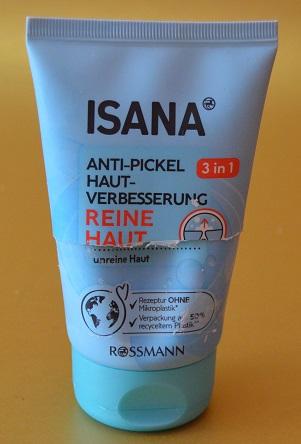 ISANA
ANTI-PICKEL
HAUT-
VERBESSERUNG
3 in 1
REINE
HAUT
unreine Haut
Rezeptur OHNE
Mikroplastik*
Verpackung 50%
recyceltem Plastik
ROSSMANN